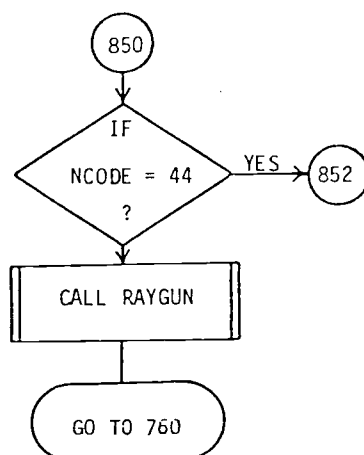 850
IF
NCODE = 44
?
YES
852
CALL RAYGUN
GO TO 760